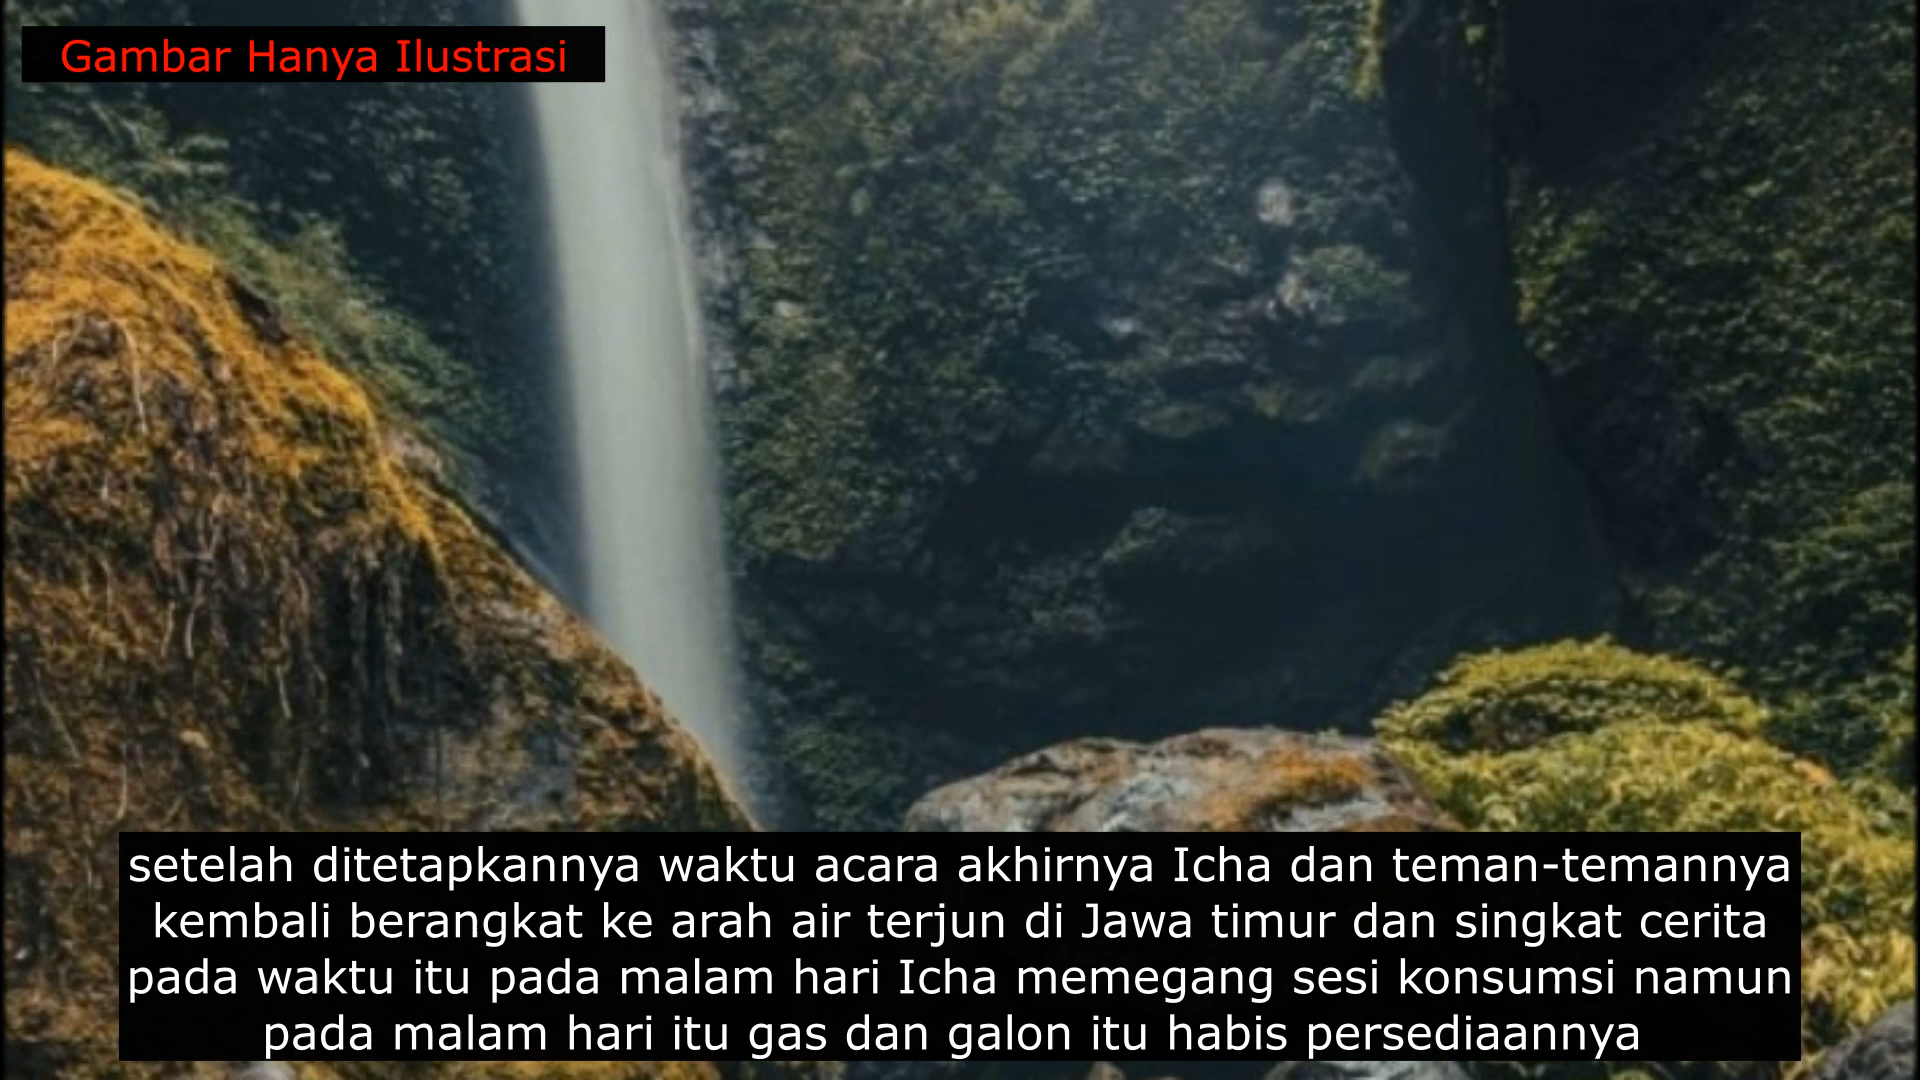 Gambar Hanya Ilustrasi
setelah ditetapkannya waktu acara akhirnya Icha dan teman-temannya
kembali berangkat ke arah air terjun di Jawa timur dan singkat cerita
pada waktu itu pada malam hari Icha memegang sesi konsumsi namun
pada malam hari itu gas dan galon itu habis persediaannya